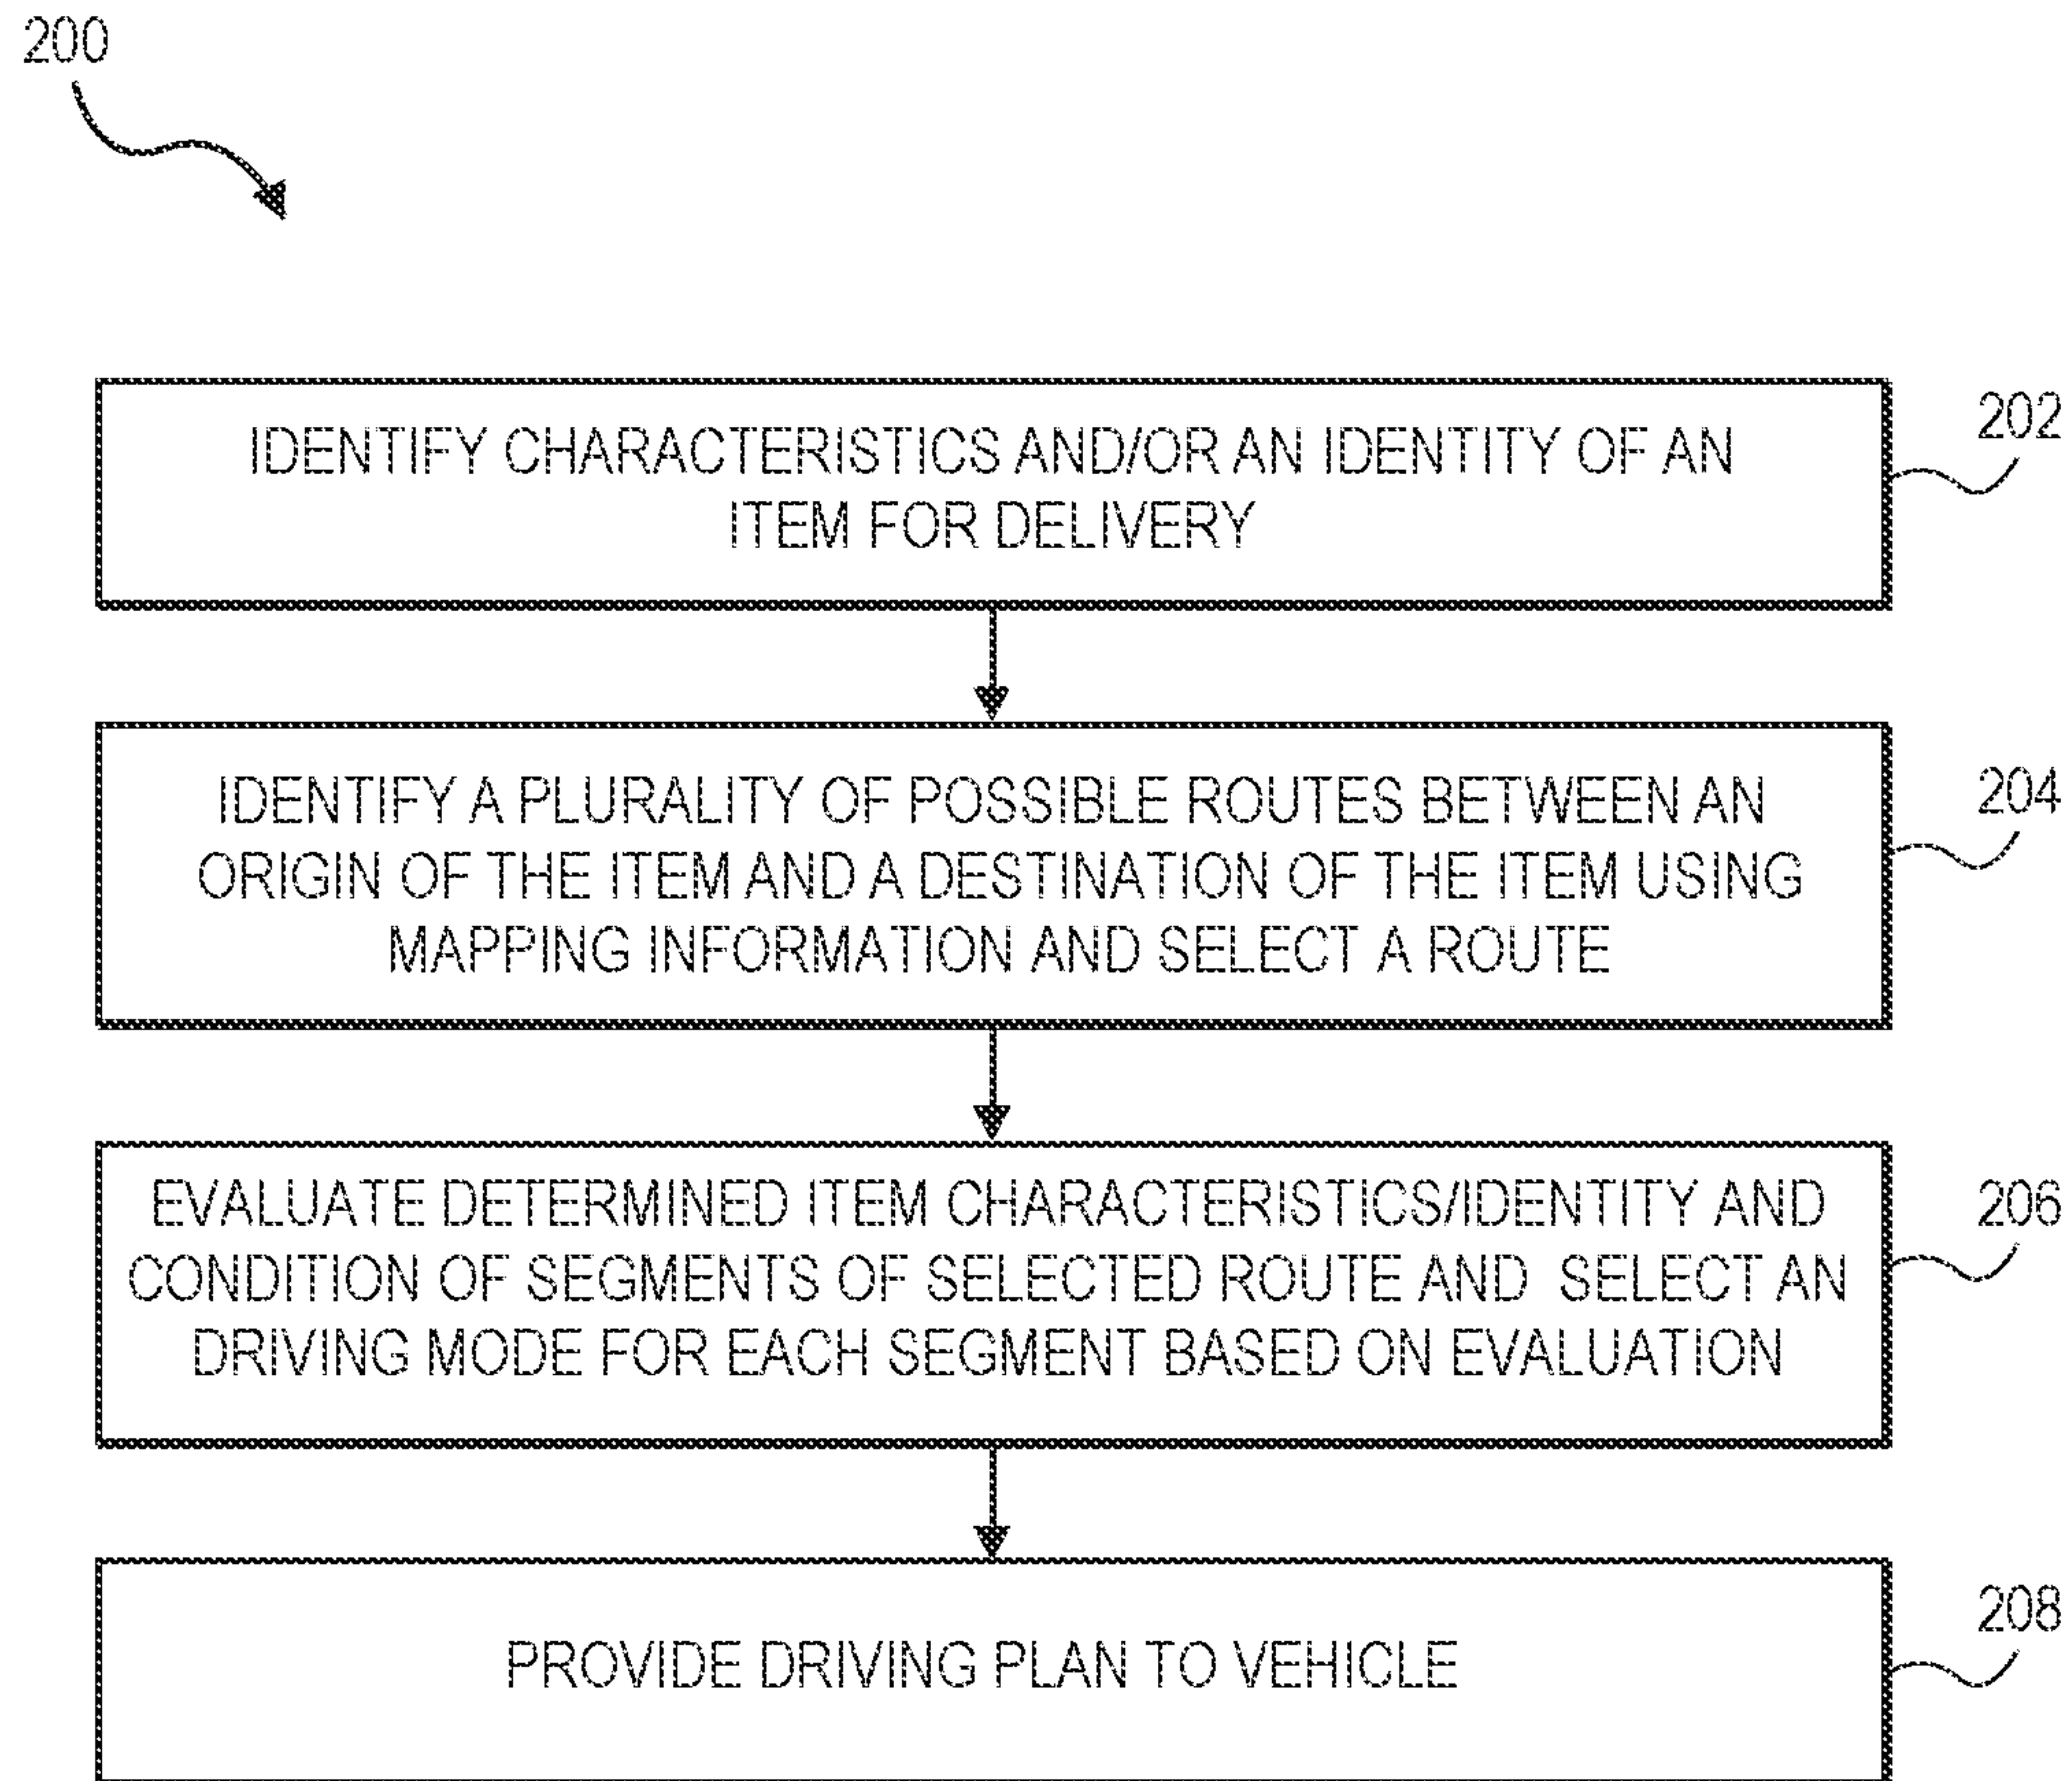 200
IDENTIFY CHARACTERISTICS AND/OR AN IDENTITY OF AN
ITEM FOR DELIVERY
202
IDENTIFY A PLURALITY OF POSSIBLE ROUTES BETWEEN AN
ORIGIN OF THE ITEM AND A DESTINATION OF THE ITEM USING
MAPPING INFORMATION AND SELECT A ROUTE
204
EVALUATE DETERMINED ITEM CHARACTERISTICS/IDENTITY AND
CONDITION OF SEGMENTS OF SELECTED ROUTE AND SELECT AN
DRIVING MODE FOR EACH SEGMENT BASED ON EVALUATION
206
PROVIDE DRIVING PLAN TO VEHICLE
208